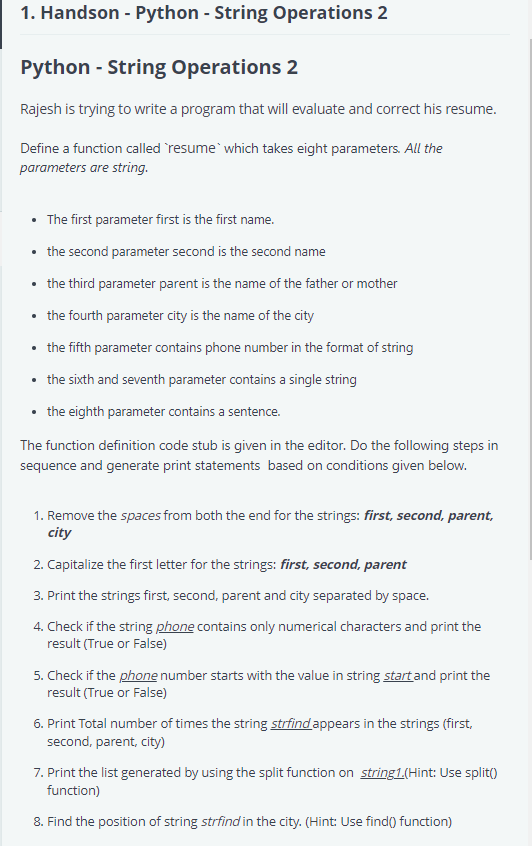 1. Handson - Python - String Operations 2
Python - String Operations 2
Rajesh is trying to write a program that will evaluate and correct his resume.
Define a function called `resume` which takes eight parameters. All the
parameters are string.
• The first parameter first is the first name.
• the second parameter second is the second name
• the third parameter parent is the name of the father or mother
• the fourth parameter city is the name of the city
• the fifth parameter contains phone number in the format of string
• the sixth and seventh parameter contains a single string
• the eighth parameter contains a sentence.
The function definition code stub is given in the editor. Do the following steps in
sequence and generate print statements  based on conditions given below.
1. Remove the spaces from both the end for the strings: first, second, parent,
city
2. Capitalize the first letter for the strings: first, second, parent
3. Print the strings first, second, parent and city separated by space.
4. Check if the string phone contains only numerical characters and print the
result (True or False)
5. Check if the phone number starts with the value in string start and print the
result (True or False)
6. Print Total number of times the string strfind appears in the strings (first,
second, parent, city)
7. Print the list generated by using the split function on  string1.(Hint: Use split()
function)
8. Find the position of string strfind in the city. (Hint: Use find() function)